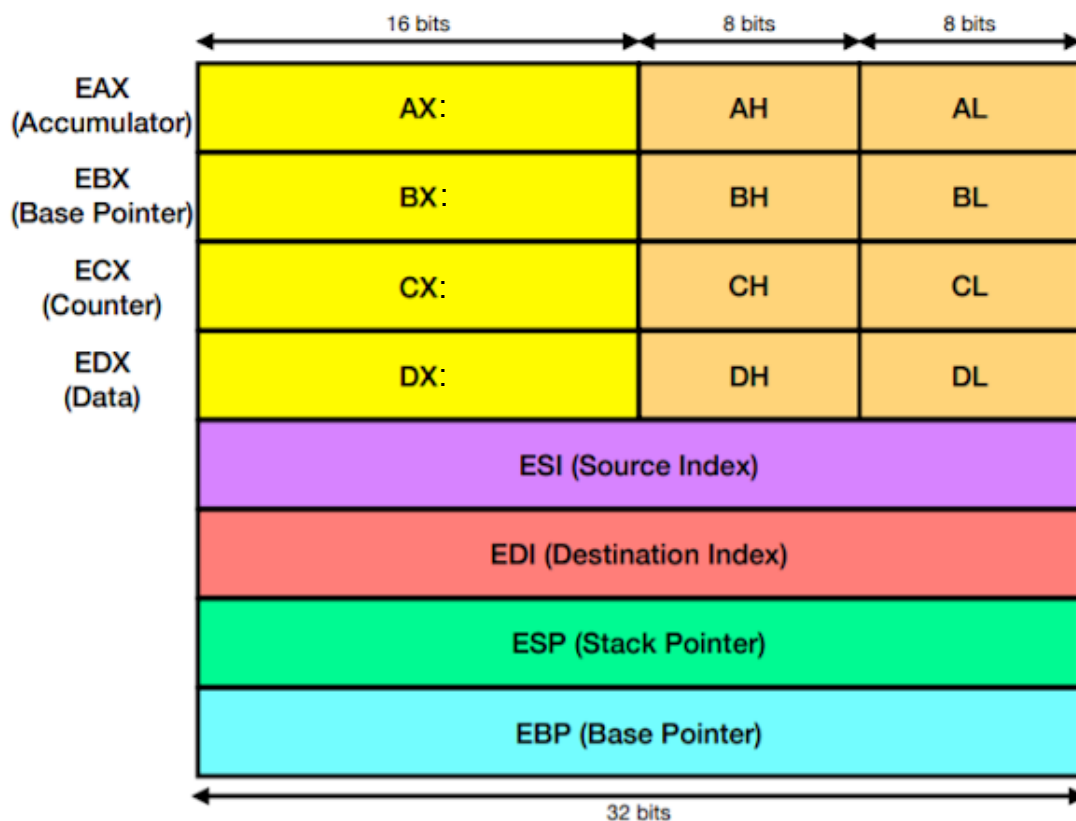 16 bits 8 bits 8 bits
EAX
(Accumulator)
AX: AH AL
EBX
(Base Pointer)
BX: BH BL
ECX
(Counter)
CX: CH CL
EDX
(Data)
DX: DH DL
ESI (Source Index)
EDI (Destination Index)
ESP (Stack Pointer)
EBP (Base Pointer)
32 bits